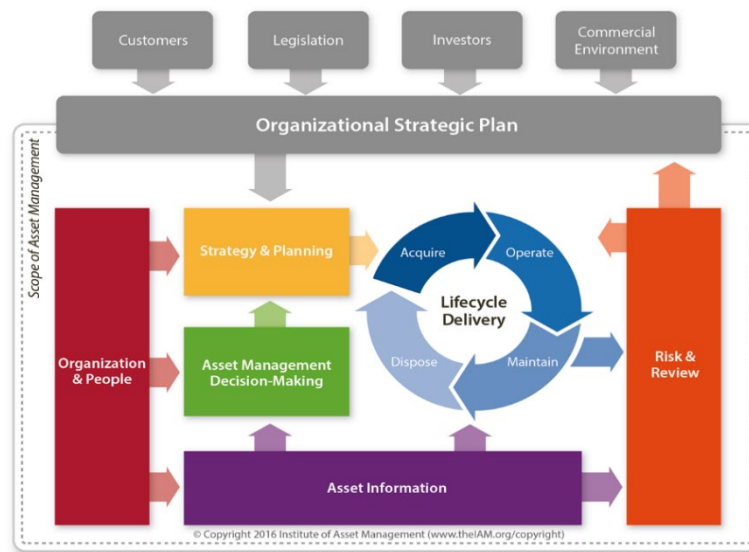 Customers
Legislation
Investors
Commercial
Environment
Organizational Strategic Plan
Scope of Asset Management
Strategy & Planning
Acquire
Operate
Lifecycle
Delivery
Organization
& People
Asset Management
Decision-Making
Dispose
Maintain
Risk &
Review
Asset Information
© Copyright 2016 Institute of Asset Management (www.theIAM.org/copyright)